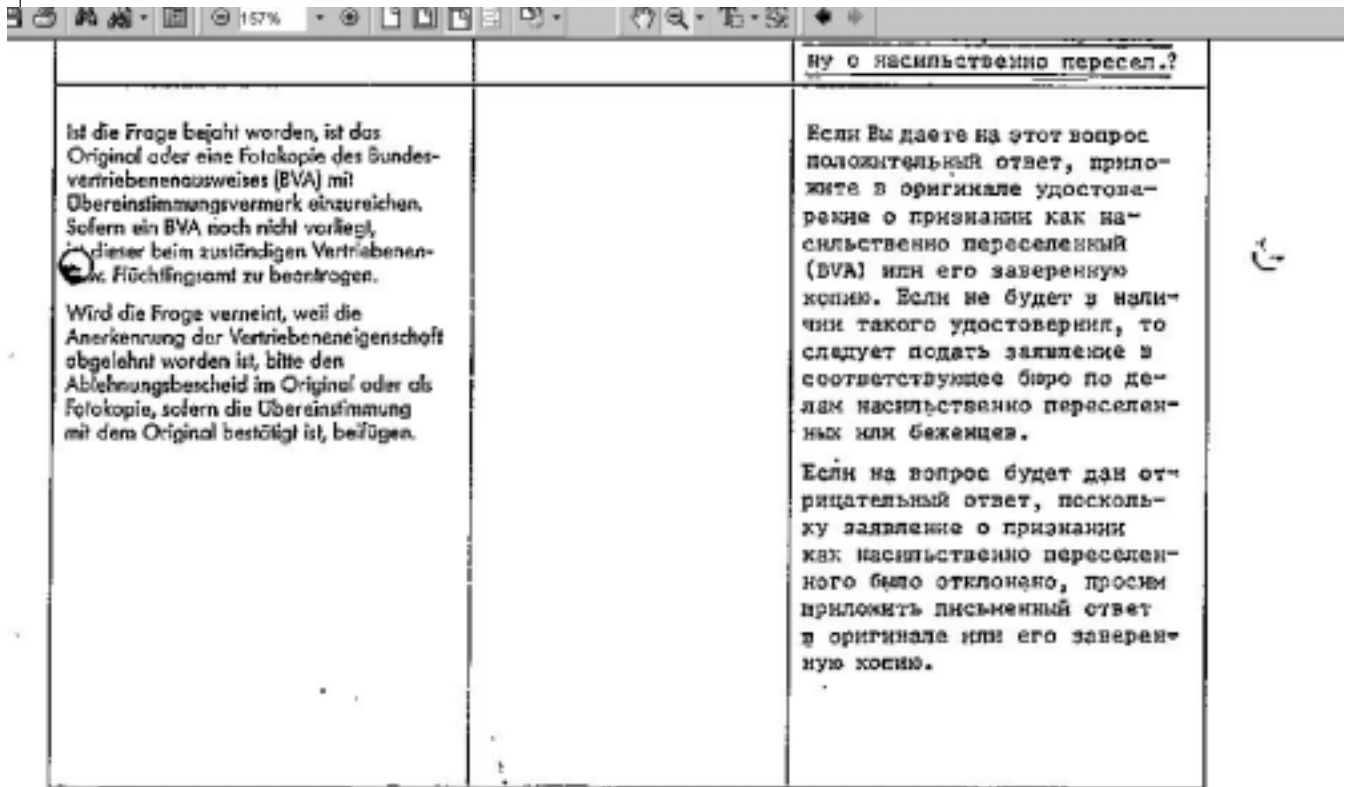 157%
ну о насильственно пересел.?
Ist die Frage bejaht worden, ist das
Original oder eine Fotokopie des Bundes-
vertriebenenausweises (BVA) mit
Übereinstimmungsvermerk einzureichen.
Sofern ein BVA noch nicht vorliegt,
dieser beim zuständigen Vertriebenen-
Flüchtlingsamt zu beantragen.
Wird die Frage verneint, weil die
Anerkennung der Vertriebeneneigenschaft
abgelehnt worden ist, bitte den
Ablehnungsbescheid im Original oder als
Fotokopie, sofern die Übereinstimmung
mit dem Original bestätigt ist, beifügen.
Если Вы даете на этот вопрос
положительный ответ, прило-
жите в оригинале удостове-
рение о признании как на-
сильственно переселенный
(BVA) или его заверенную
копию. Если не будет в нали-
чии такого удостоверния, то
следует подать заявление в
соответствующее бюро по де-
лам насильственно переселен-
ных или беженцев.
Если на вопрос будет дан от-
рицательный ответ, посколь-
ку заявление о признании
как насильственно переселен-
ного было отклонено, просим
приложить письменный ответ
в оригинале или его заверен-
ную копию.